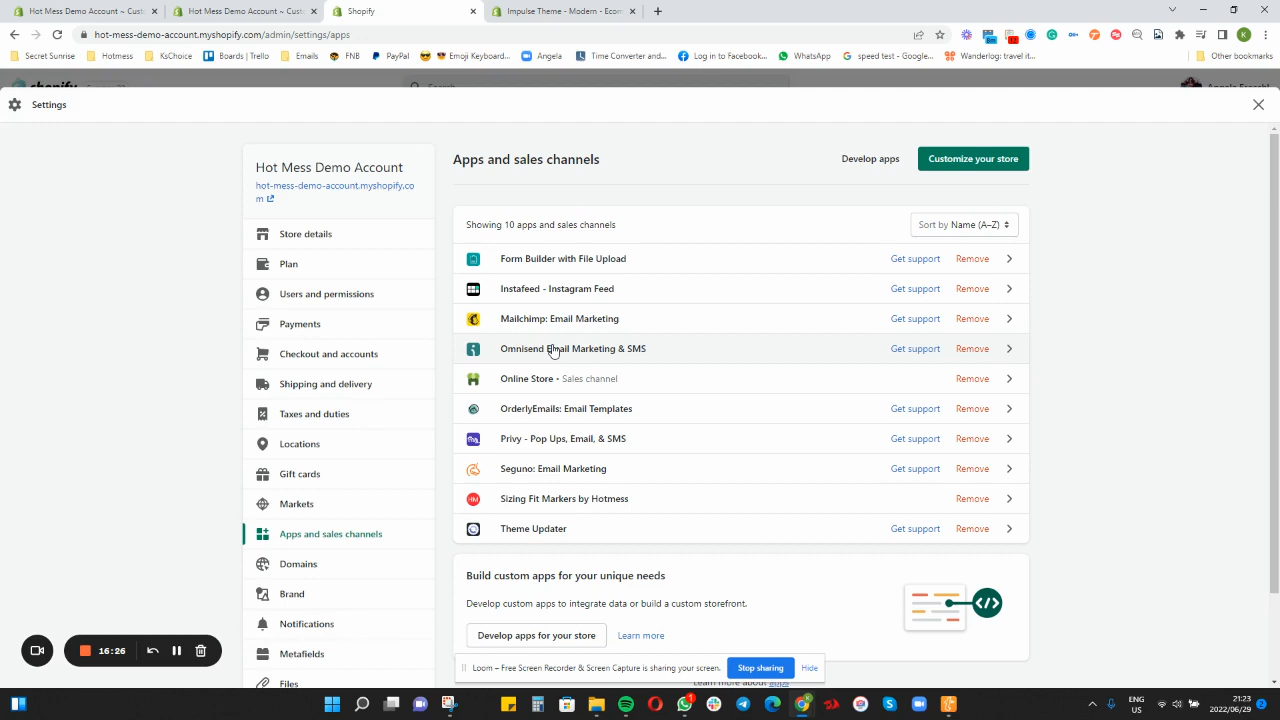 Hot Mess Demo Account ~ Cust
Hot Mess Demo Account ~ Cust
Shopify
Impulse Theme - Modern - Ecom
hot-mess-demo-account.myshopify.com/admin/settings/apps
Secret Sunrise
Hotmess
KsChoice
Boards | Trello
Emails
FNB
PayPal
Emoji Keyboard...
Angela
Time Converter and...
Log in to Facebook...
WhatsApp
speed test - Google...
Wanderlog: travel it...
Other bookmarks
Settings
Hot Mess Demo Account
hot-mess-demo-account.myshopify.co
m
Store details
Plan
Users and permissions
Payments
Checkout and accounts
Shipping and delivery
Taxes and duties
Locations
Gift cards
Markets
Apps and sales channels
Domains
Brand
Notifications
Metafields
Files
Apps and sales channels
Develop apps
Customize your store
Showing 10 apps and sales channels
Sort by Name (A–Z)
Form Builder with File Upload Get support Remove
Instafeed - Instagram Feed Get support Remove
Mailchimp: Email Marketing Get support Remove
Omnisend Email Marketing & SMS Get support Remove
Online Store • Sales channel Remove
OrderlyEmails: Email Templates Get support Remove
Privy - Pop Ups, Email, & SMS Get support Remove
Seguno: Email Marketing Get support Remove
HM Sizing Fit Markers by Hotmess Remove
Theme Updater Get support Remove
Build custom apps for your unique needs
Develop custom apps to integrate data or build a custom storefront.
Develop apps for your store
Learn more
16:26
Loom – Free Screen Recorder & Screen Capture is sharing your screen.
Stop sharing
Hide
Learn more about apps
ENG
US
21:23
2022/06/29